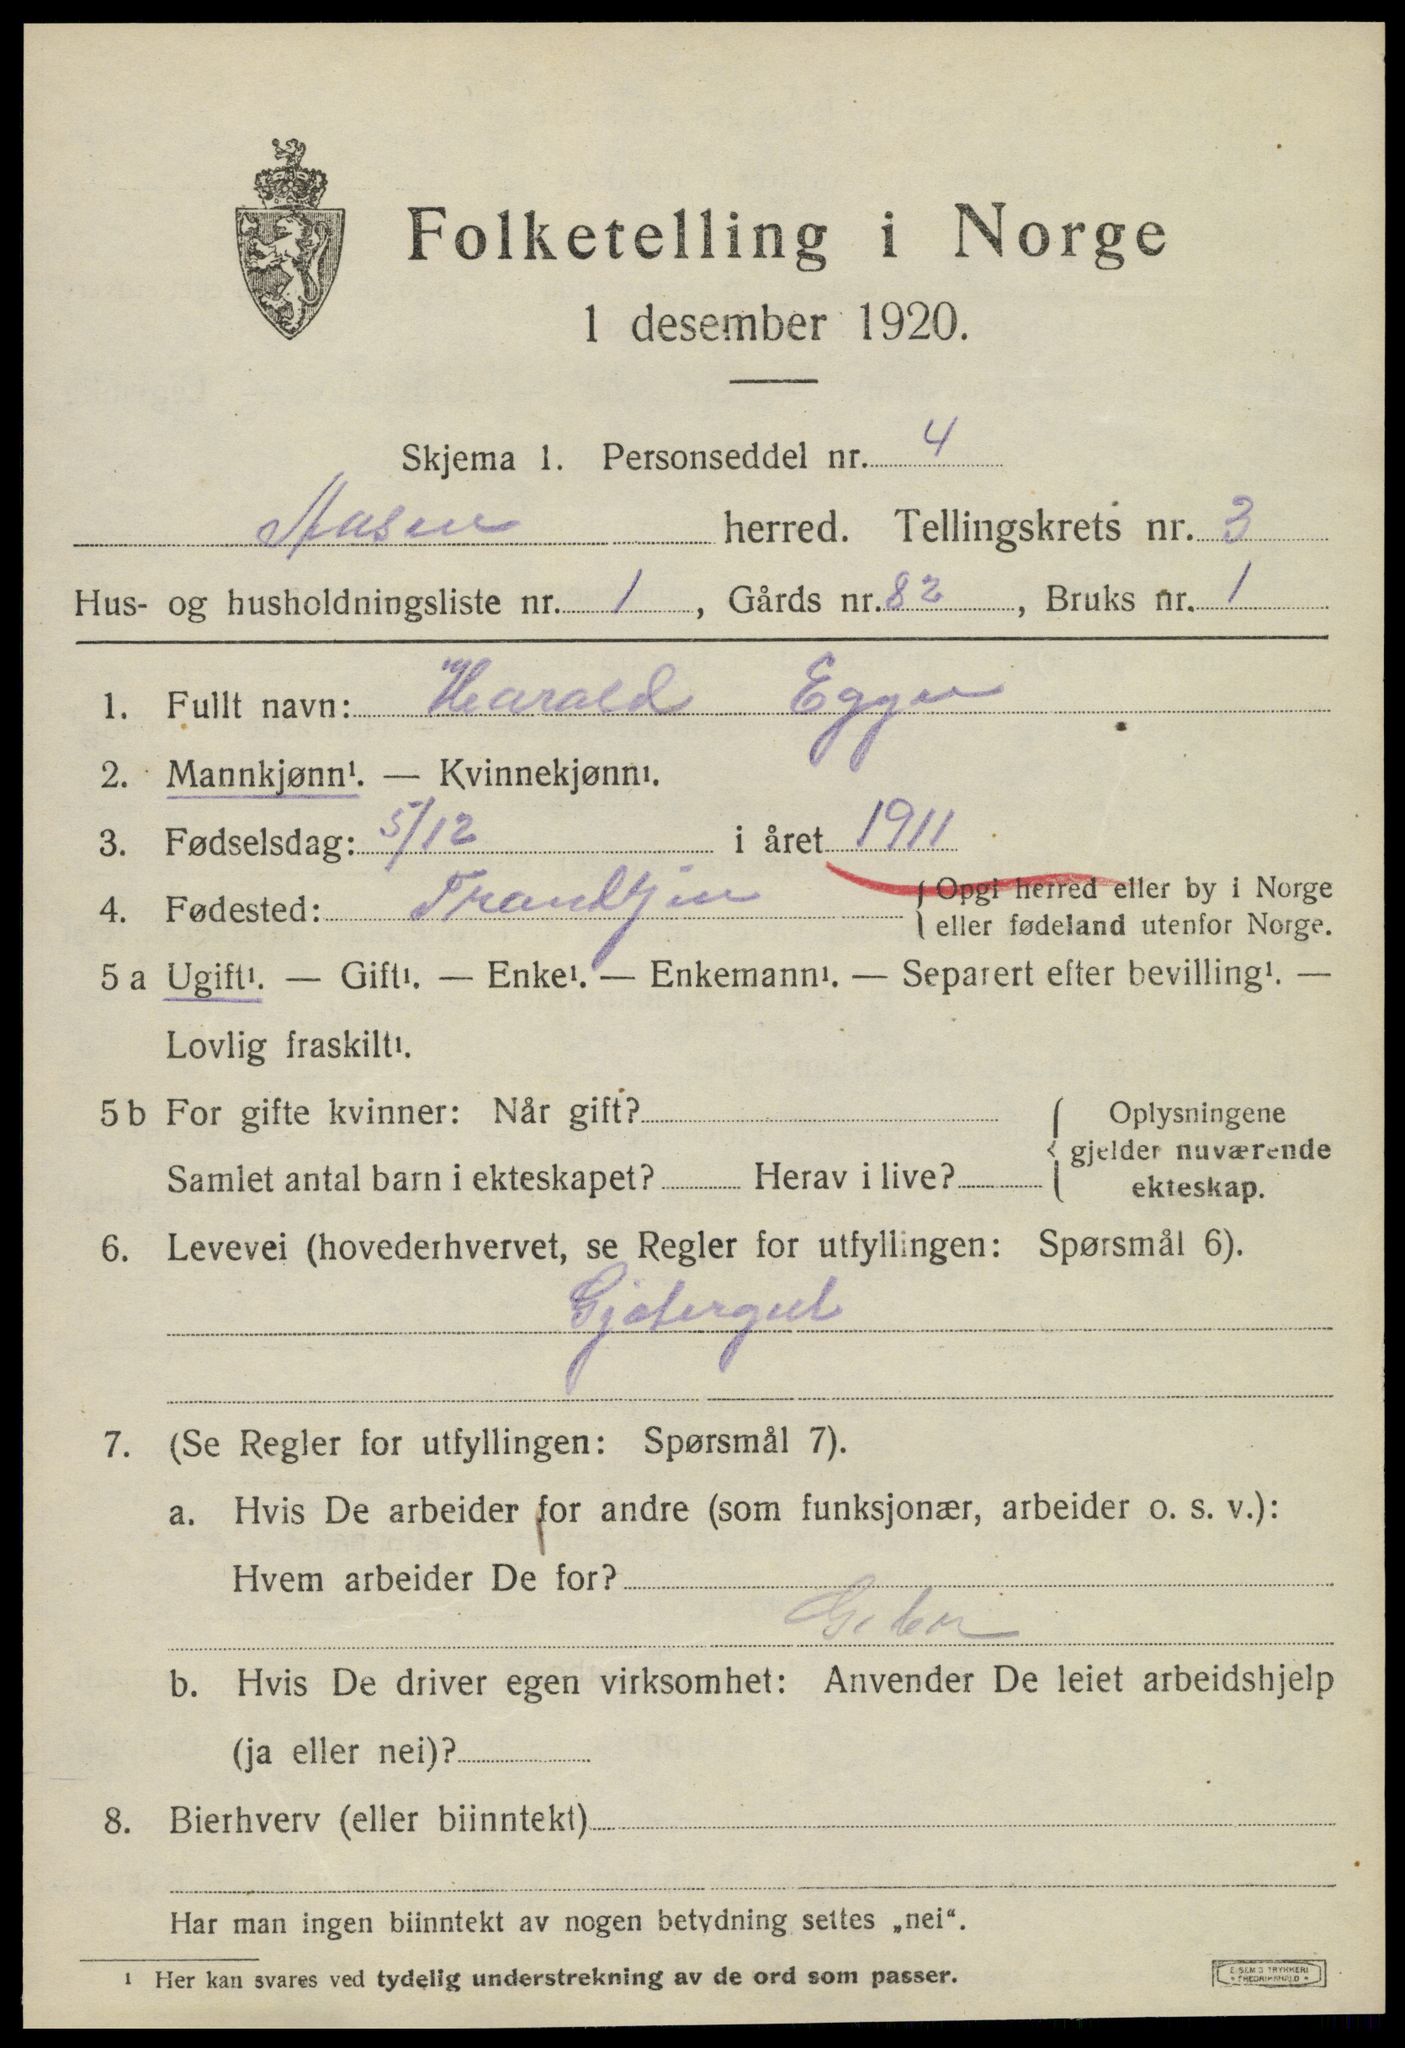 Folketelling i Norge
1 desember 1920.
Skjema 1. Personseddel nr. 4
Aasen herred. Tellingskrets nr. 3
Hus- og husholdningsliste nr. 1, Gårds nr. 82, Bruks nr. 1
1. Fullt navn: Harald Egge
2. Mannkjønn¹. — Kvinnekjønn¹.
3. Fødselsdag: 5/12 i året 1911
4. Fødested: Trondhjem { Opgi herred eller by i Norge
eller fødeland utenfor Norge.
5 a Ugift¹. — Gift¹. — Enke¹. — Enkemann¹. — Separert efter bevilling¹. —
Lovlig fraskilt¹.
5 b For gifte kvinner: Når gift? { Oplysningene
gjelder nuværende
Samlet antal barn i ekteskapet? Herav i live? ekteskap.
6. Levevei (hovederhvervet, se Regler for utfyllingen: Spørsmål 6).
Gjetergut
7. (Se Regler for utfyllingen: Spørsmål 7).
a. Hvis De arbeider for andre (som funksjonær, arbeider o. s. v.):
Hvem arbeider De for?
b. Hvis De driver egen virksomhet: Anvender De leiet arbeidshjelp
(ja eller nei)?
8. Bierhverv (eller biinntekt)
Har man ingen biinntekt av nogen betydning settes „nei".
¹ Her kan svares ved tydelig understrekning av de ord som passer.
TRYKKERI
FREDRIKSHALD